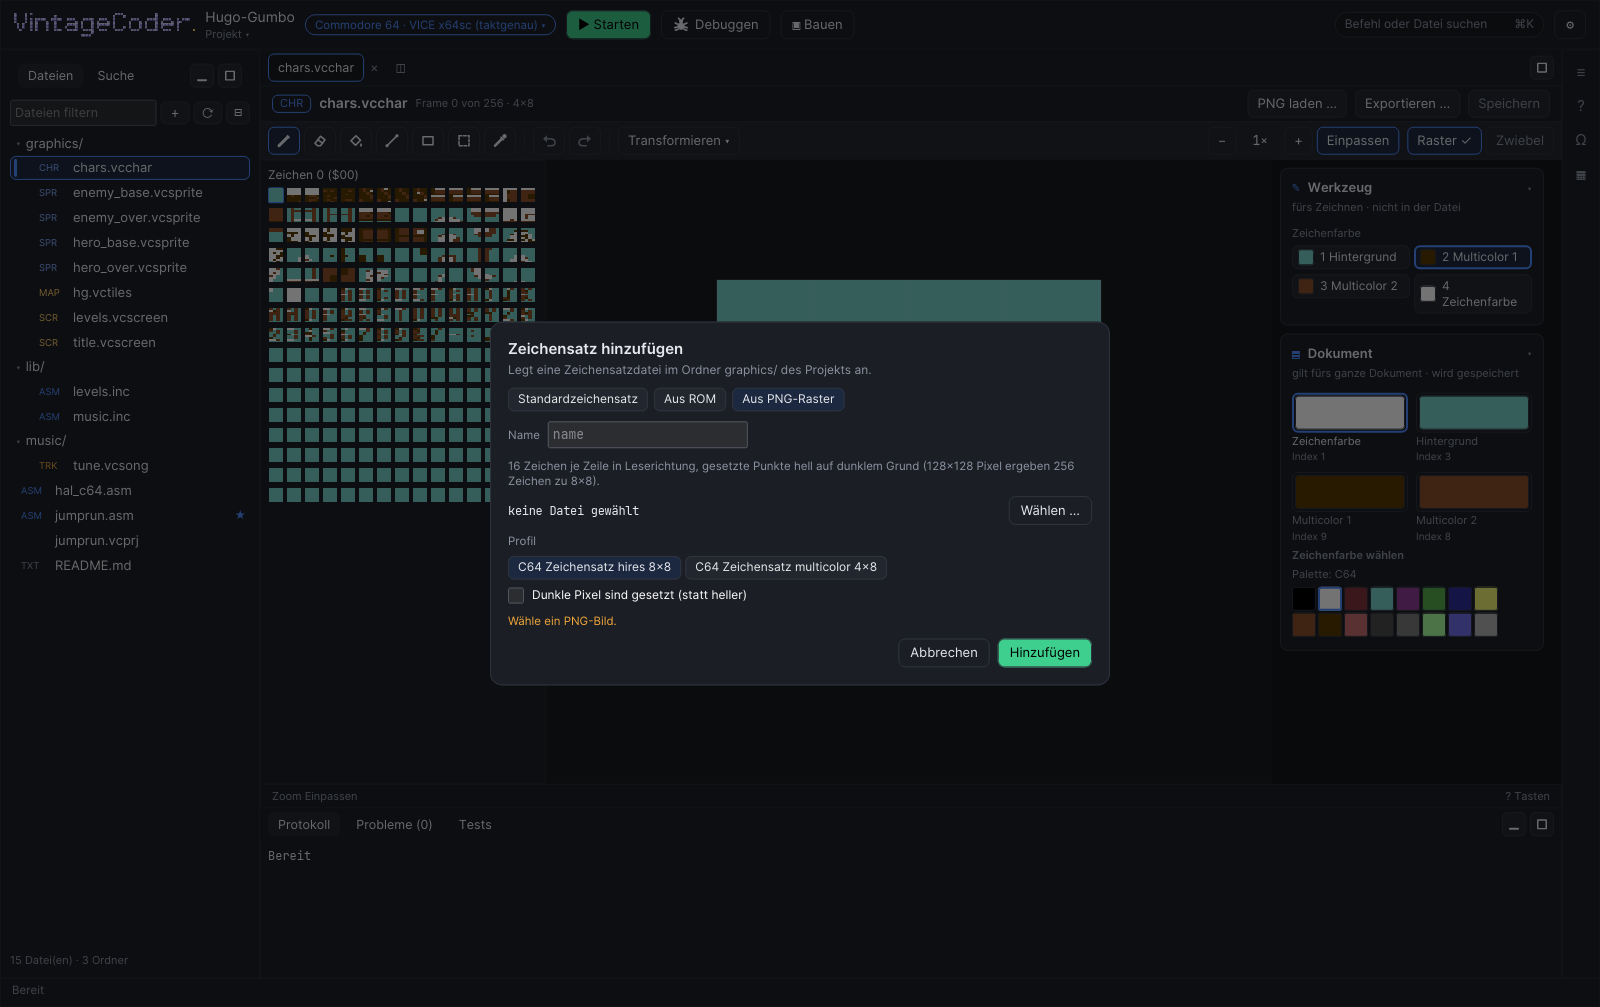 VintageCoder.
Hugo-Gumbo
Projekt
Commodore 64 · VICE x64sc (taktgenau)
Starten
Debuggen
Bauen
Befehl oder Datei suchen ⌘K
Dateien
Suche
Dateien filtern
graphics/
CHR chars.vcchar
SPR enemy_base.vcsprite
SPR enemy_over.vcsprite
SPR hero_base.vcsprite
SPR hero_over.vcsprite
MAP hg.vctiles
SCR levels.vcscreen
SCR title.vcscreen
lib/
ASM levels.inc
ASM music.inc
music/
TRK tune.vcsong
ASM hal_c64.asm
ASM jumprun.asm
jumprun.vcprj
TXT README.md
15 Datei(en) · 3 Ordner
Bereit
chars.vcchar
CHR chars.vcchar Frame 0 von 256 · 4×8
PNG laden ...
Exportieren ...
Speichern
Transformieren
1×
Einpassen
Raster ✓
Zwiebel
Zeichen 0 ($00)
Zeichensatz hinzufügen
Legt eine Zeichensatzdatei im Ordner graphics/ des Projekts an.
Standardzeichensatz
Aus ROM
Aus PNG-Raster
Name name
16 Zeichen je Zeile in Leserichtung, gesetzte Punkte hell auf dunklem Grund (128×128 Pixel ergeben 256
Zeichen zu 8×8).
keine Datei gewählt
Wählen ...
Profil
C64 Zeichensatz hires 8×8
C64 Zeichensatz multicolor 4×8
Dunkle Pixel sind gesetzt (statt heller)
Wähle ein PNG-Bild.
Abbrechen
Hinzufügen
Werkzeug
fürs Zeichnen · nicht in der Datei
Zeichenfarbe
1 Hintergrund
2 Multicolor 1
3 Multicolor 2
4
Zeichenfarbe
Dokument
gilt fürs ganze Dokument · wird gespeichert
Zeichenfarbe
Index 1
Hintergrund
Index 3
Multicolor 1
Index 9
Multicolor 2
Index 8
Zeichenfarbe wählen
Palette: C64
Zoom Einpassen
? Tasten
Protokoll
Probleme (0)
Tests
Bereit